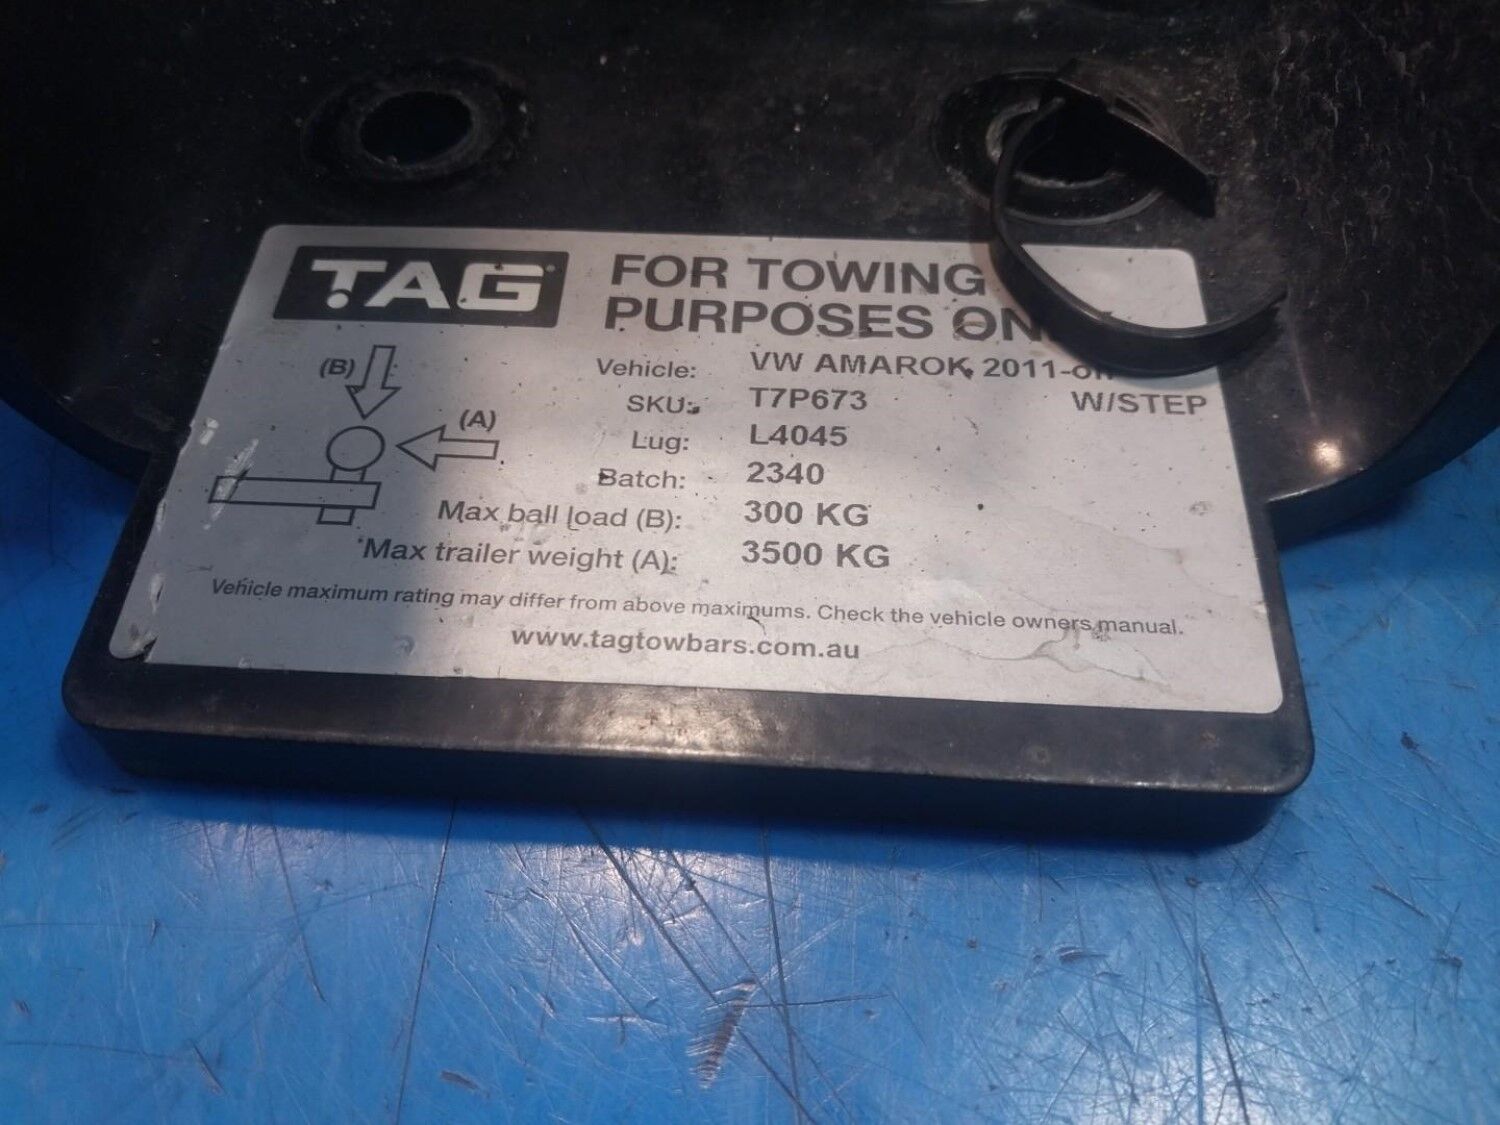 TAG
FOR TOWING
PURPOSES
(B)
(A)
Vehicle: VW AMAROK 2011-on
SKU: T7P673 W/STEP
Lug: L4045
Batch: 2340
Max ball load (B): 300 KG
Max trailer weight (A): 3500 KG
Vehicle maximum rating may differ from above maximums. Check the vehicle owners manual.
www.tagtowbars.com.au